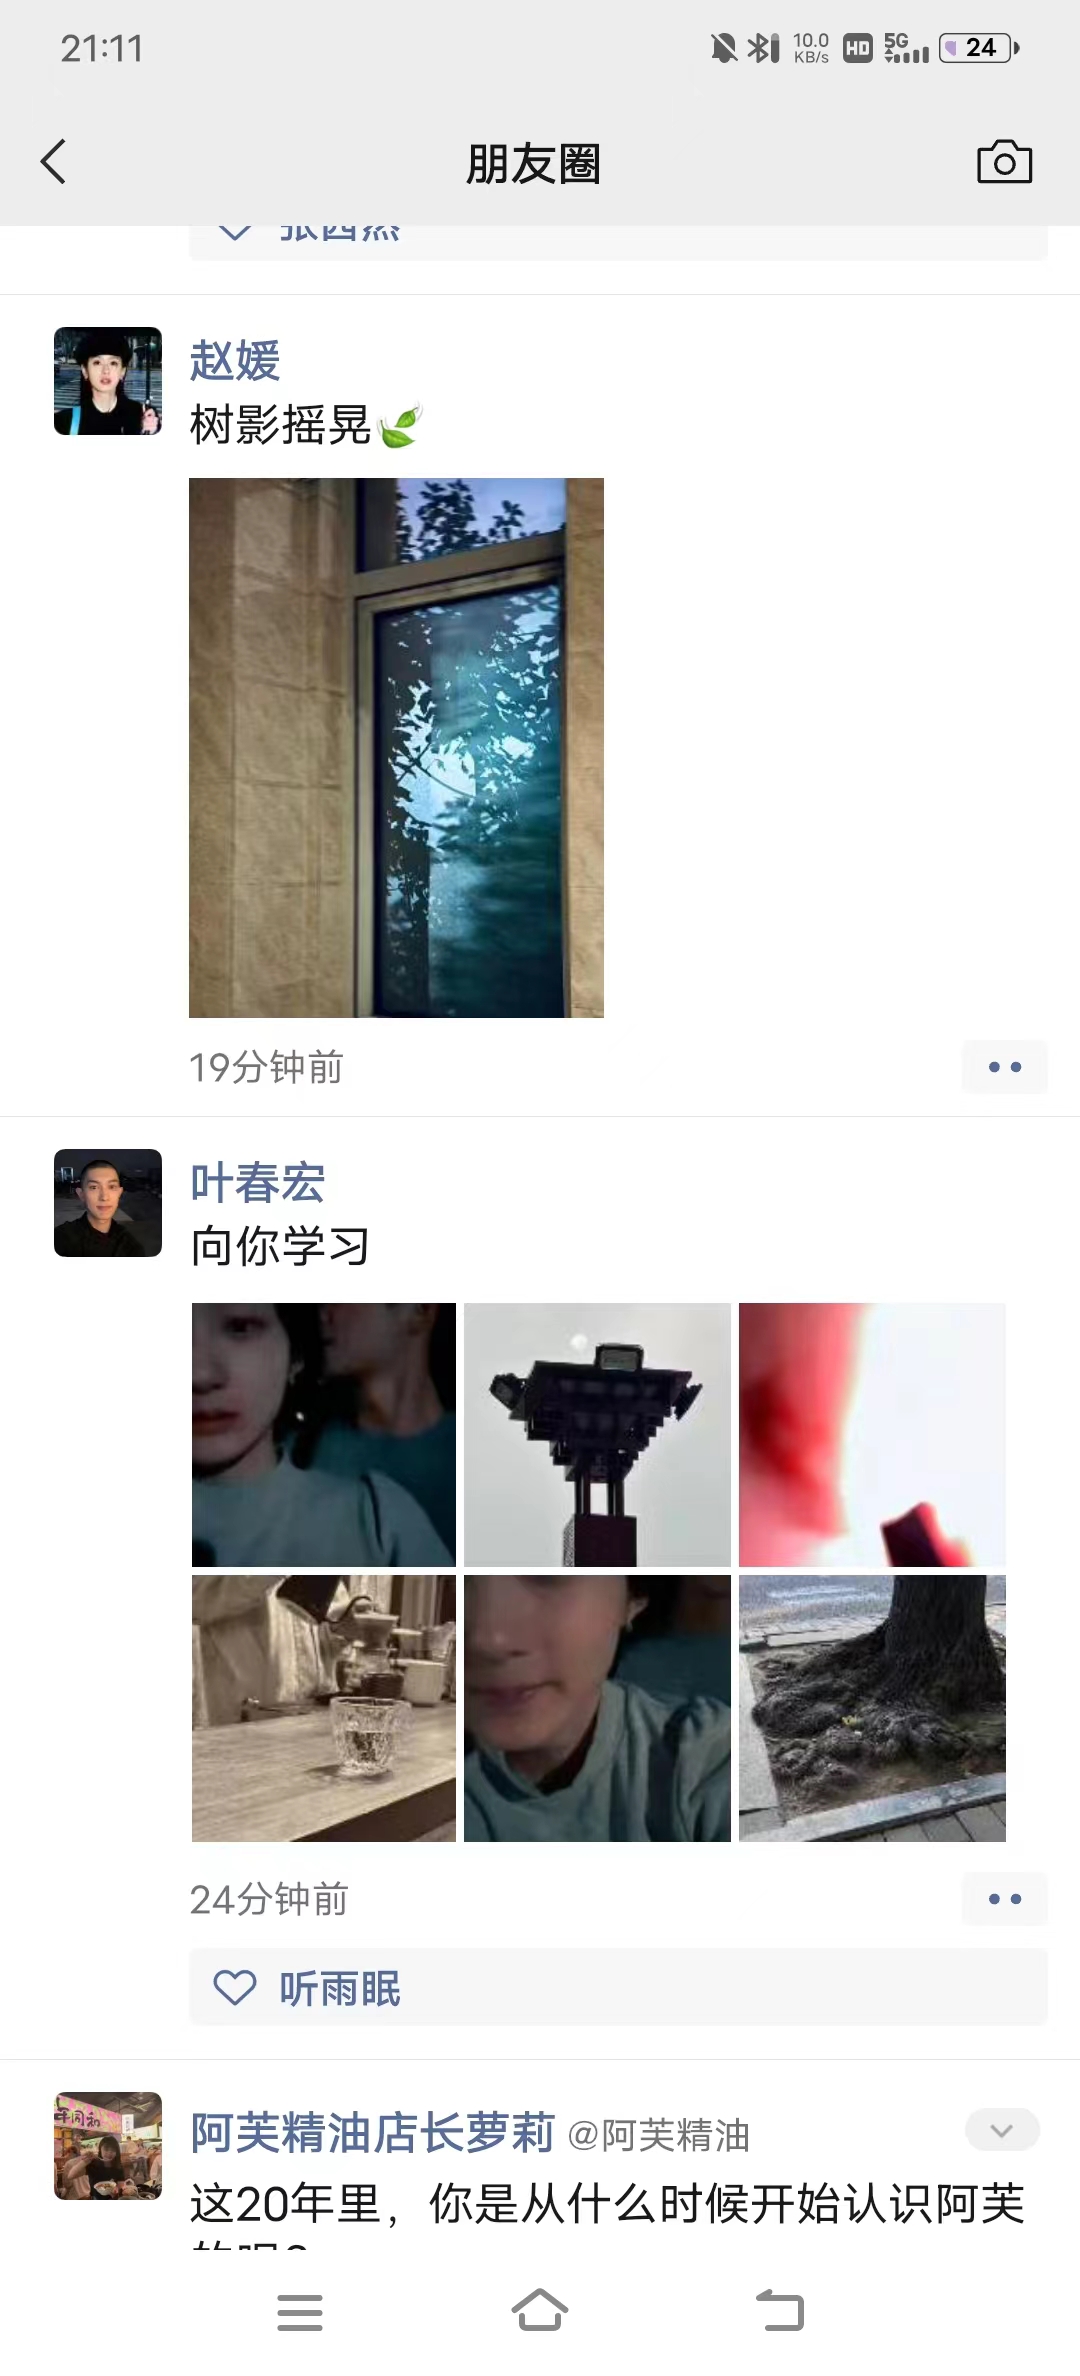 21:11
10.0 KB/s HD 5G 24
朋友圈
赵媛
树影摇晃🍃
19分钟前
叶春宏
向你学习
24分钟前
听雨眠
阿芙精油店长萝莉 @阿芙精油
这20年里，你是从什么时候开始认识阿芙